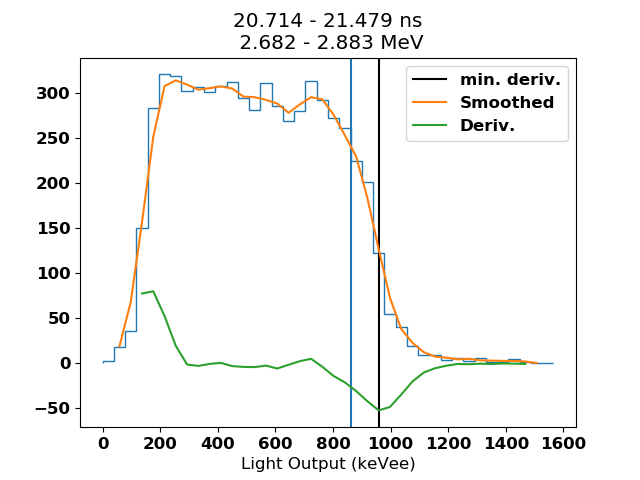 20.714 - 21.479 ns
2.682 - 2.883 MeV
min. deriv.
Smoothed
Deriv.
300
250
200
150
100
50
0
−50
0 200 400 600 800 1000 1200 1400 1600
Light Output (keVee)